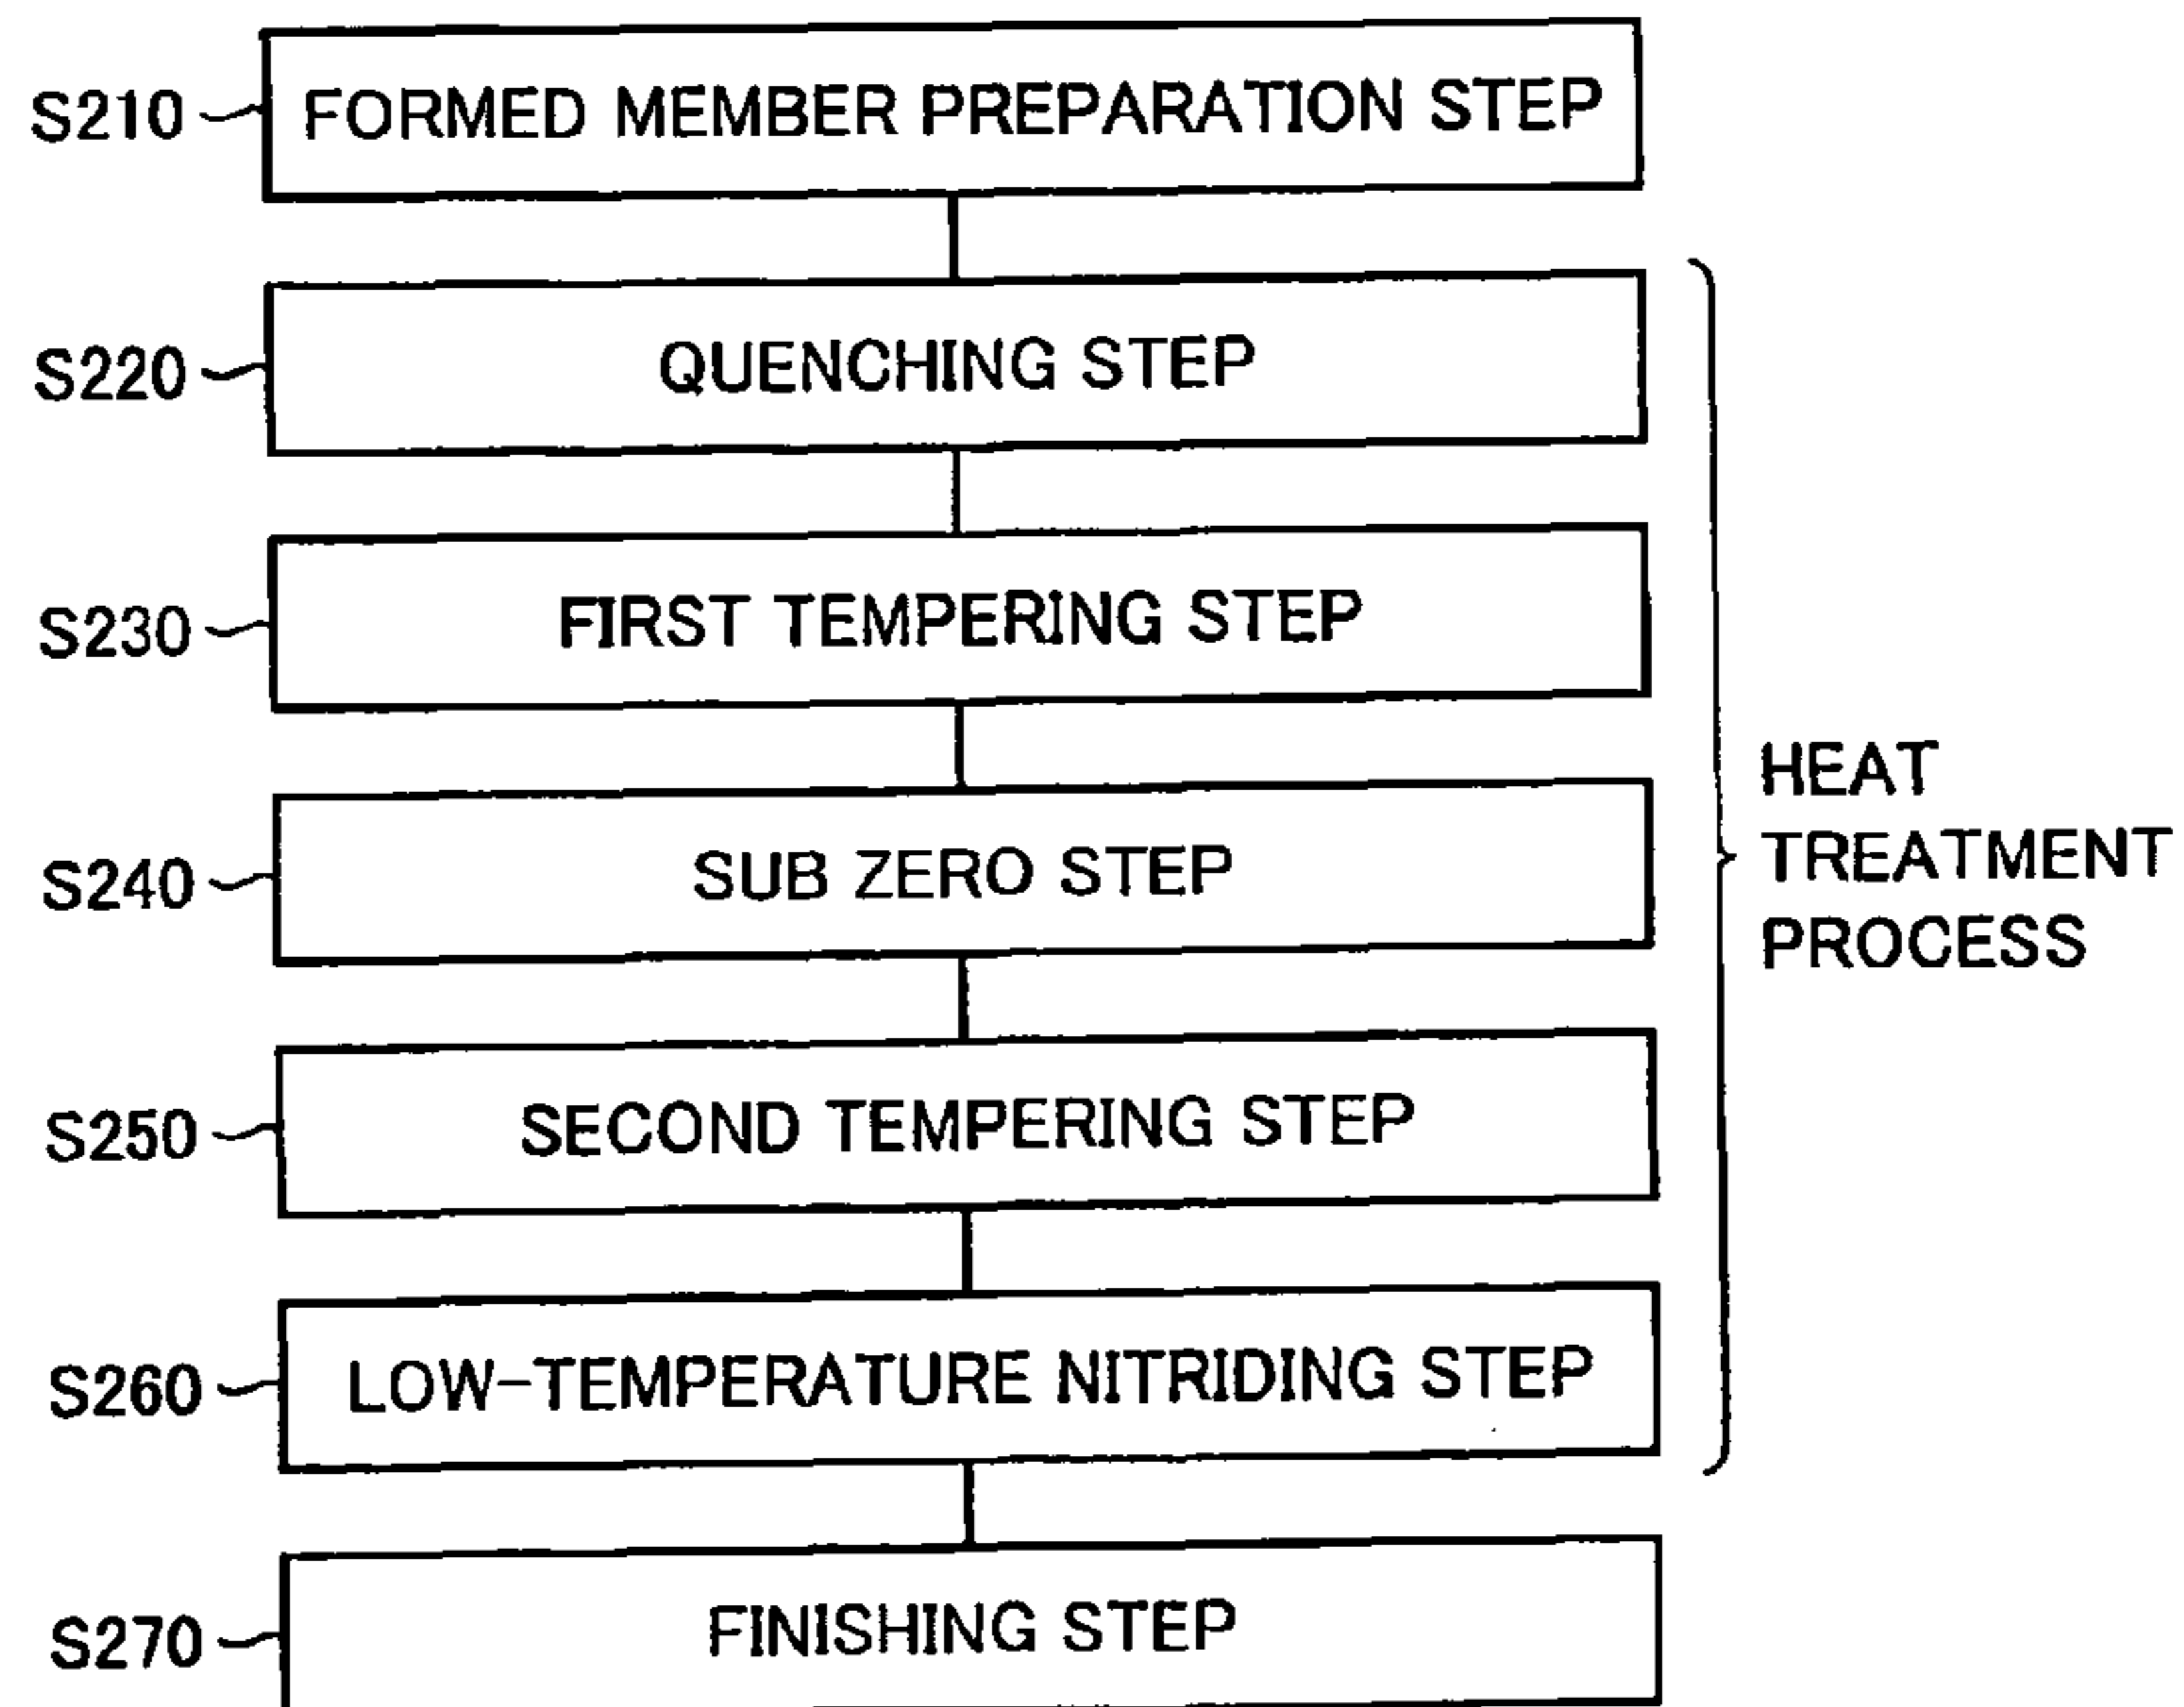 S210 FORMED MEMBER PREPARATION STEP
S220 QUENCHING STEP
S230 FIRST TEMPERING STEP
S240 SUB ZERO STEP
S250 SECOND TEMPERING STEP
S260 LOW-TEMPERATURE NITRIDING STEP
S270 FINISHING STEP
HEAT
TREATMENT
PROCESS